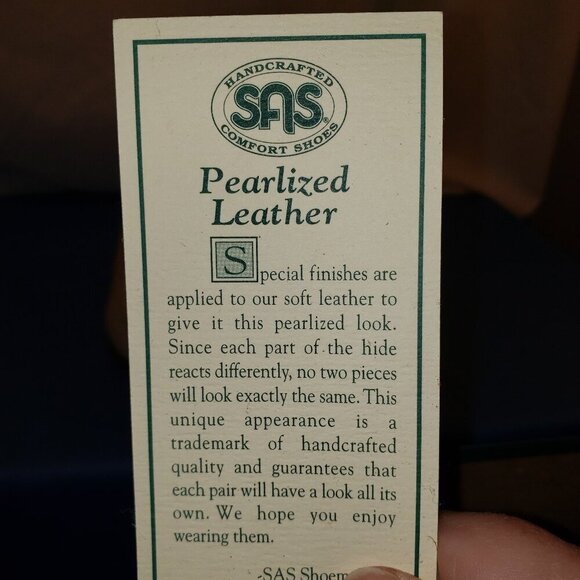 HANDCRAFTED
SAS®
COMFORT SHOES
Pearlized
Leather
Special finishes are
applied to our soft leather to
give it this pearlized look.
Since each part of the hide
reacts differently, no two pieces
will look exactly the same. This
unique appearance is a
trademark of handcrafted
quality and guarantees that
each pair will have a look all its
own. We hope you enjoy
wearing them.
-SAS Shoem